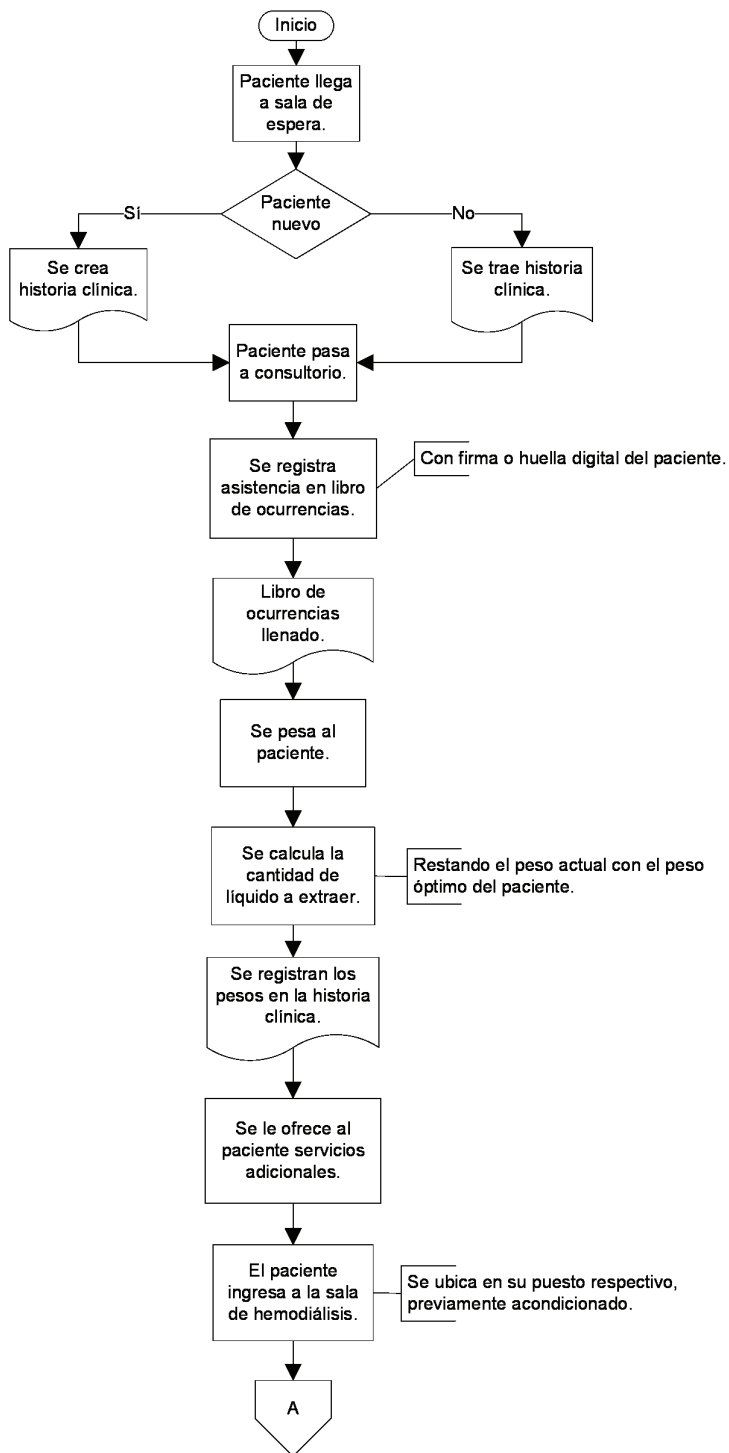 Inicio
Paciente llega
a sala de
espera.
Paciente
nuevo
Sí
No
Se crea
historia clínica.
Se trae historia
clínica.
Paciente pasa
a consultorio.
Se registra
asistencia en libro
de ocurrencias.
Con firma o huella digital del paciente.
Libro de
ocurrencias
llenado.
Se pesa al
paciente.
Se calcula la
cantidad de
líquido a extraer.
Restando el peso actual con el peso
óptimo del paciente.
Se registran los
pesos en la historia
clínica.
Se le ofrece al
paciente servicios
adicionales.
El paciente
ingresa a la sala
de hemodiálisis.
Se ubica en su puesto respectivo,
previamente acondicionado.
A